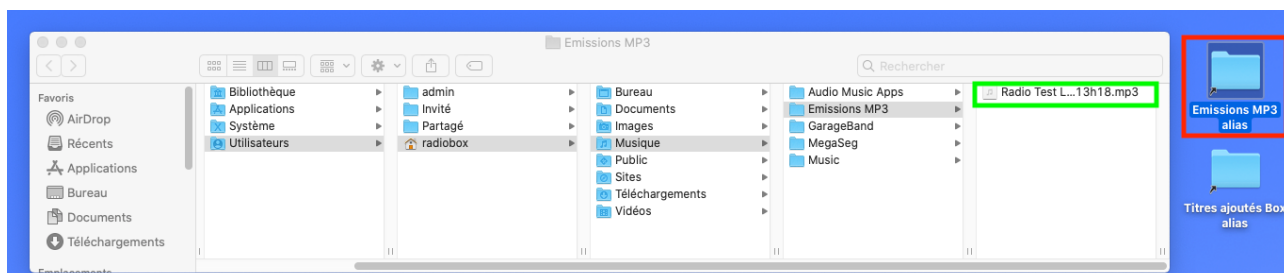 Emissions MP3
Rechercher
Favoris
AirDrop
Récents
Applications
Bureau
Documents
Téléchargements
Bibliothèque
Applications
Système
Utilisateurs
admin
Invité
Partagé
radiobox
Bureau
Documents
Images
Musique
Public
Sites
Téléchargements
Vidéos
Audio Music Apps
Emissions MP3
GarageBand
MegaSeg
Music
Radio Test L...13h18.mp3
Emissions MP3
alias
Titres ajoutés Box
alias